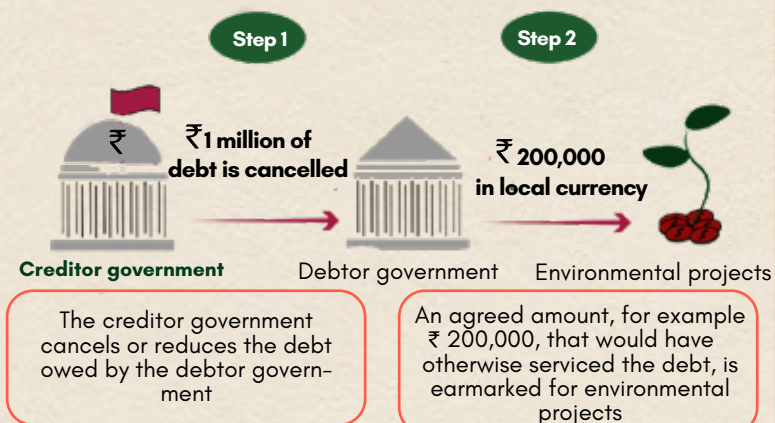 Step 1
Step 2
₹
₹1 million of
debt is cancelled
₹ 200,000
in local currency
Creditor government
Debtor government
Environmental projects
The creditor government
cancels or reduces the debt
owed by the debtor govern-
ment
An agreed amount, for example
₹ 200,000, that would have
otherwise serviced the debt, is
earmarked for environmental
projects